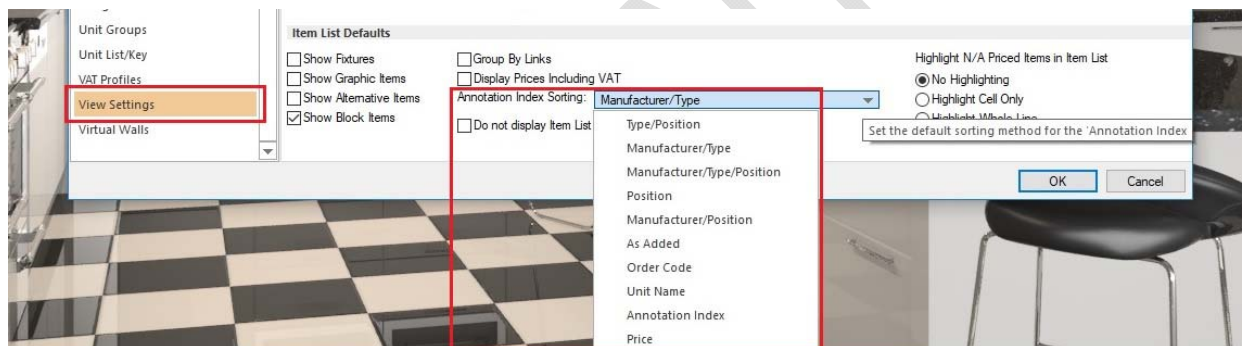 Unit Groups
Unit List/Key
VAT Profiles
View Settings
Virtual Walls
Item List Defaults
Show Fixtures
Show Graphic Items
Show Alternative Items
Show Block Items
Group By Links
Display Prices Including VAT
Annotation Index Sorting: Manufacturer/Type
Do not display Item List
Type/Position
Manufacturer/Type
Manufacturer/Type/Position
Position
Manufacturer/Position
As Added
Order Code
Unit Name
Annotation Index
Price
Highlight N/A Priced Items in Item List
No Highlighting
Highlight Cell Only
Highlight Whole Line
Set the default sorting method for the 'Annotation Index
OK Cancel